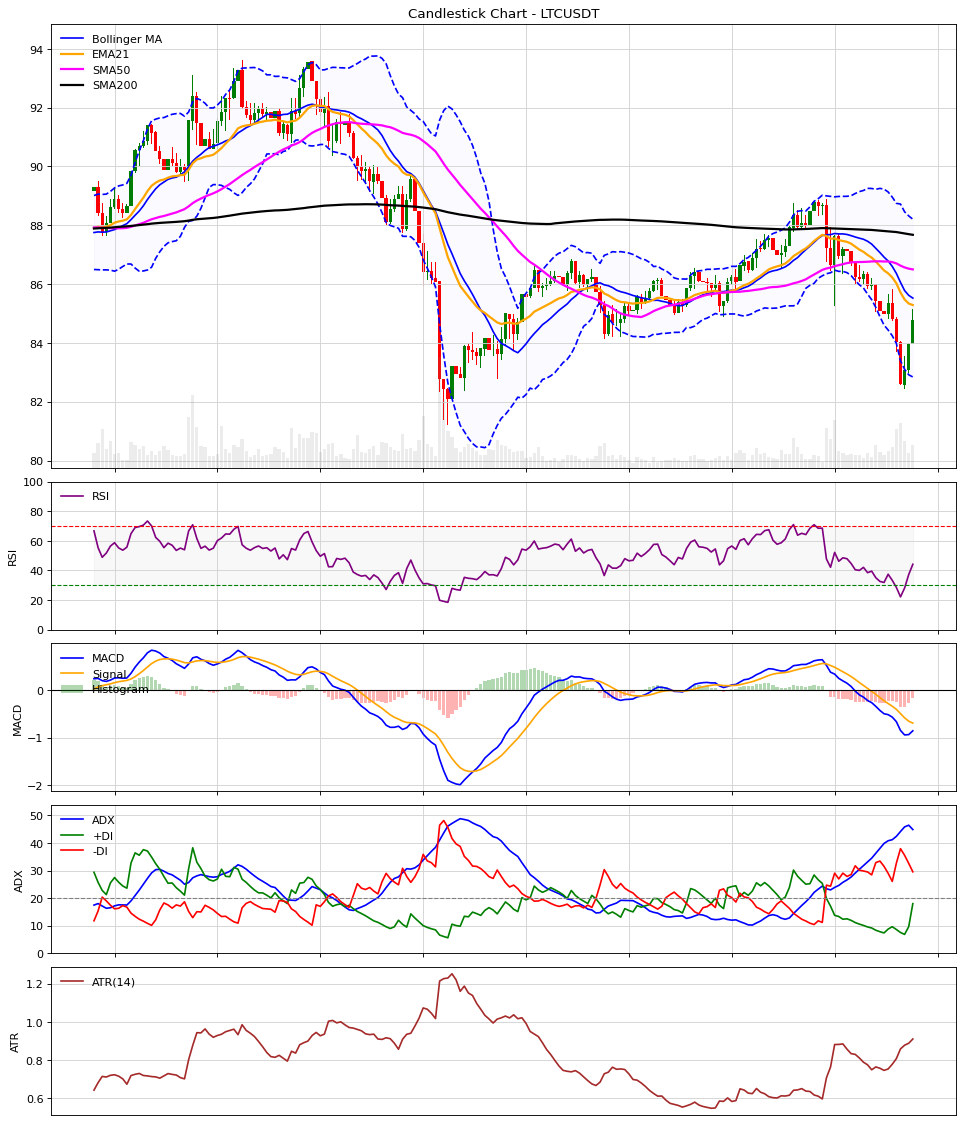 Candlestick Chart - LTCUSDT
Bollinger MA
EMA21
SMA50
SMA200
94
92
90
88
86
84
82
80
RSI
100
80
60
40
20
0
RSI
MACD
Signal
Histogram
0
−1
−2
MACD
ADX
+DI
-DI
50
40
30
20
10
0
ADX
ATR(14)
1.2
1.0
0.8
0.6
ATR